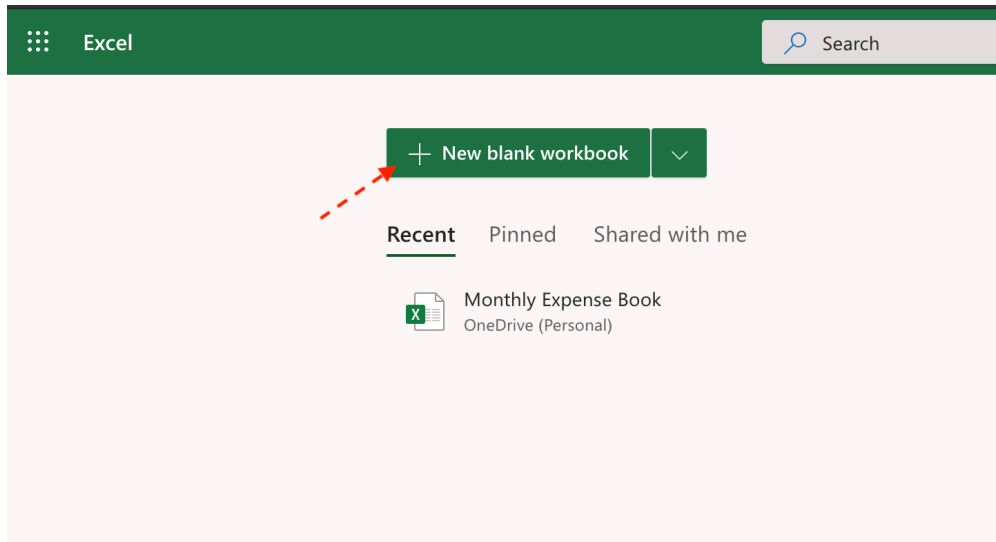 Excel
Search
New blank workbook
Recent Pinned Shared with me
Monthly Expense Book
OneDrive (Personal)